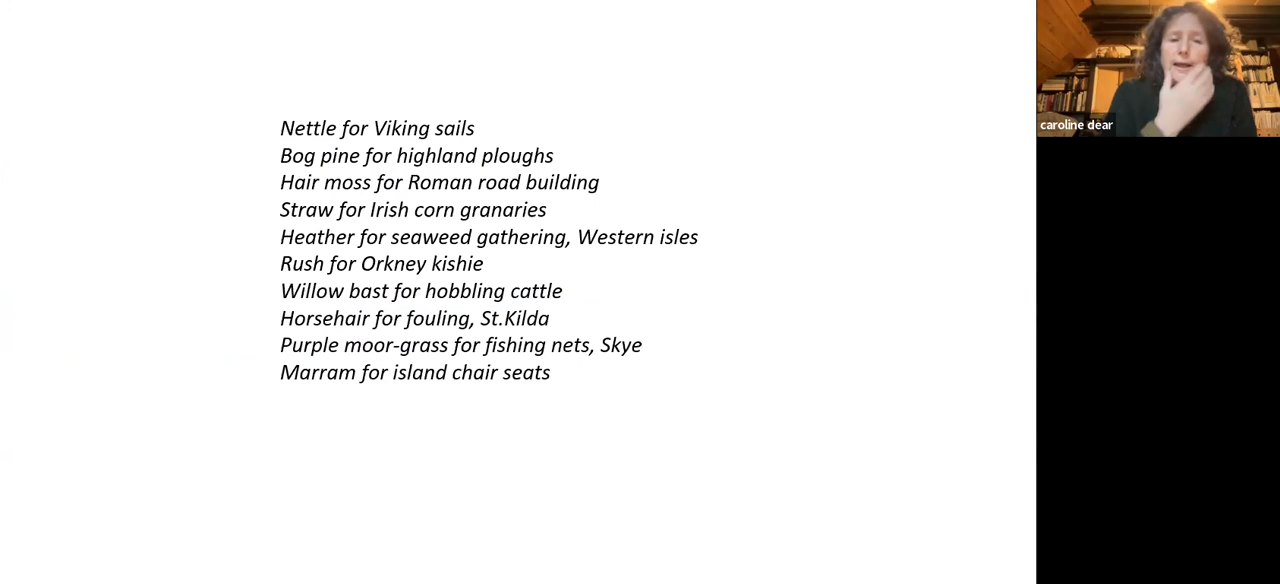 Nettle for Viking sails
Bog pine for highland ploughs
Hair moss for Roman road building
Straw for Irish corn granaries
Heather for seaweed gathering, Western isles
Rush for Orkney kishie
Willow bast for hobbling cattle
Horsehair for fouling, St.Kilda
Purple moor-grass for fishing nets, Skye
Marram for island chair seats
caroline dear